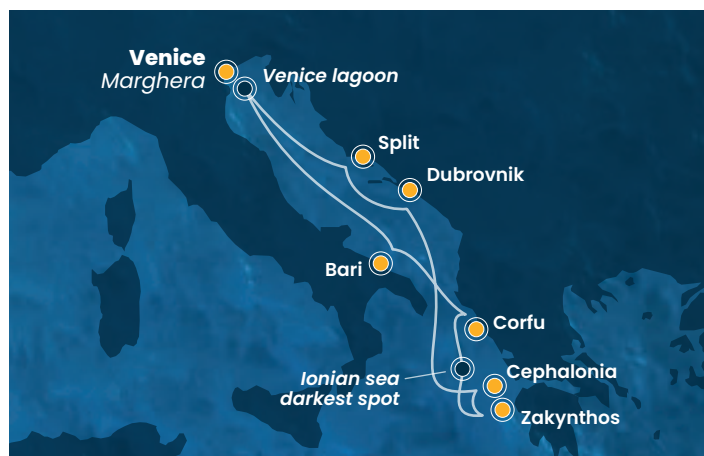 Venice
Marghera
Venice lagoon
Split
Dubrovnik
Bari
Corfu
Ionian sea
darkest spot
Cephalonia
Zakynthos